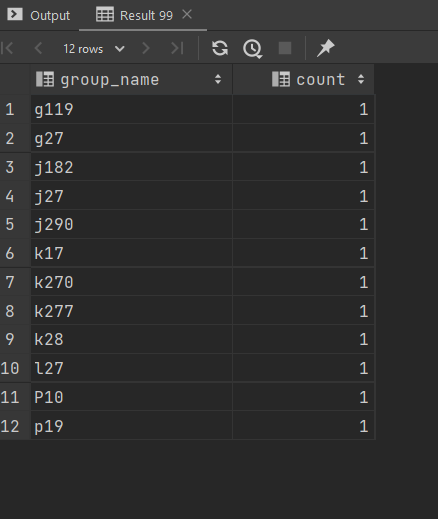 Output Result 99
12 rows
group_name count
1 g119 1
2 g27 1
3 j182 1
4 j27 1
5 j290 1
6 k17 1
7 k270 1
8 k277 1
9 k28 1
10 l27 1
11 P10 1
12 p19 1